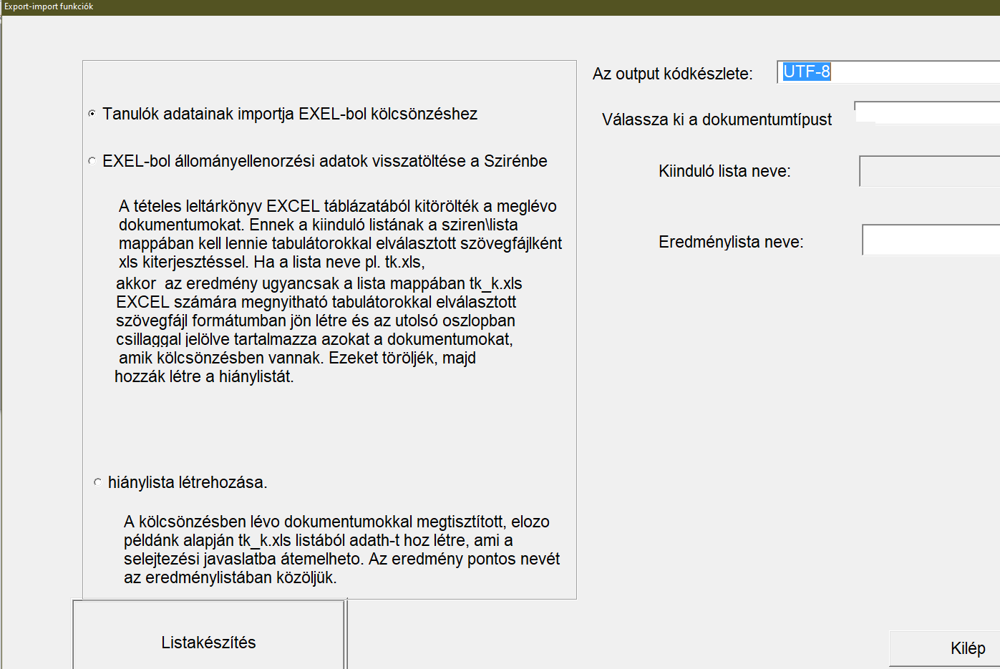 Export-import funkciók
Az output kódkészlete:
UTF-8
Tanulók adatainak importja EXEL-bol kölcsönzéshez
Válassza ki a dokumentumtípust
EXEL-bol állományellenorzési adatok visszatöltése a Szirénbe
Kiinduló lista neve:
A tételes leltárkönyv EXCEL táblázatából kitörölték a meglévo
dokumentumokat. Ennek a kiinduló listának a sziren\lista
mappában kell lennie tabulátorokkal elválasztott szövegfájlként
xls kiterjesztéssel. Ha a lista neve pl. tk.xls,
Eredménylista neve:
akkor  az eredmény ugyancsak a lista mappában tk_k.xls
EXCEL számára megnyitható tabulátorokkal elválasztott
szövegfájl formátumban jön létre és az utolsó oszlopban
csillaggal jelölve tartalmazza azokat a dokumentumokat,
amik kölcsönzésben vannak. Ezeket töröljék, majd
hozzák létre a hiánylistát.
hiánylista létrehozása.
A kölcsönzésben lévo dokumentumokkal megtisztított, elozo
példánk alapján tk_k.xls listából adath-t hoz létre, ami a
selejtezési javaslatba átemelheto. Az eredmény pontos nevét
az eredménylistában közöljük.
Listakészítés
Kilép